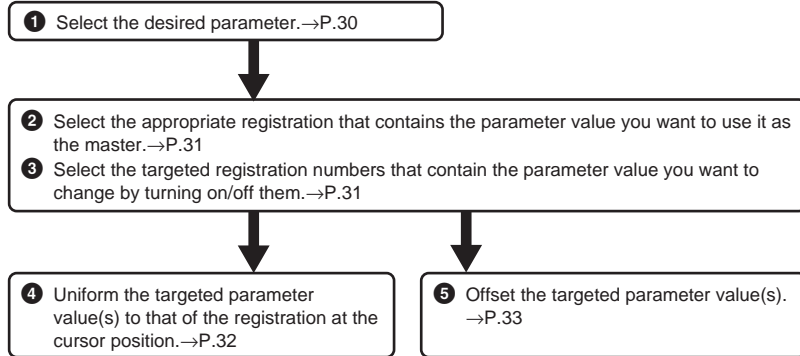 ❶ Select the desired parameter.→P.30
❷ Select the appropriate registration that contains the parameter value you want to use it as
the master.→P.31
❸ Select the targeted registration numbers that contain the parameter value you want to
change by turning on/off them.→P.31
❹ Uniform the targeted parameter
value(s) to that of the registration at the
cursor position.→P.32
❺ Offset the targeted parameter value(s).
→P.33